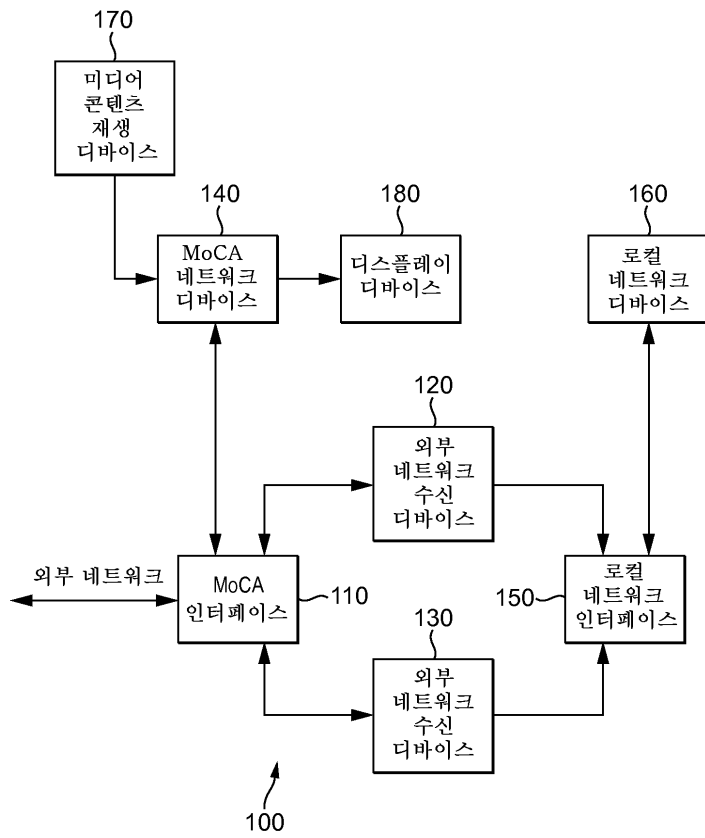 170
미디어
콘텐츠
재생
디바이스
140
180
160
MoCA
네트워크
디바이스
디스플레이
디바이스
로컬
네트워크
디바이스
120
외부
네트워크
수신
디바이스
외부 네트워크
MoCA
인터페이스
110
150
로컬
네트워크
인터페이스
130
외부
네트워크
수신
디바이스
100